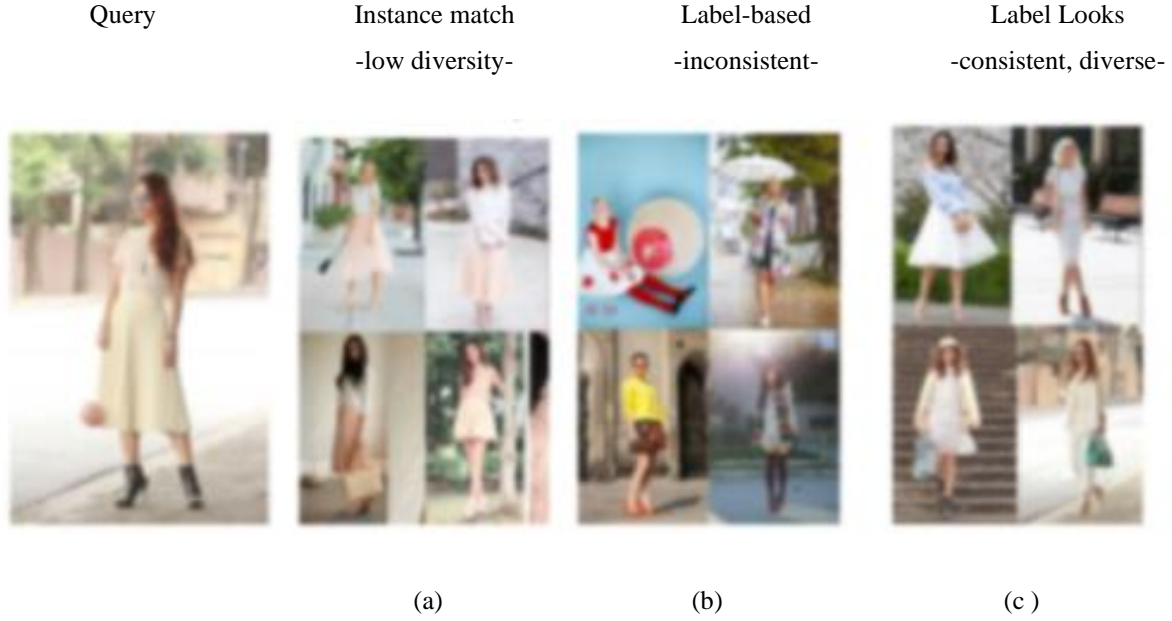 Query
Instance match
-low diversity-
Label-based
-inconsistent-
Label Looks
-consistent, diverse-
(a)
(b)
(c )